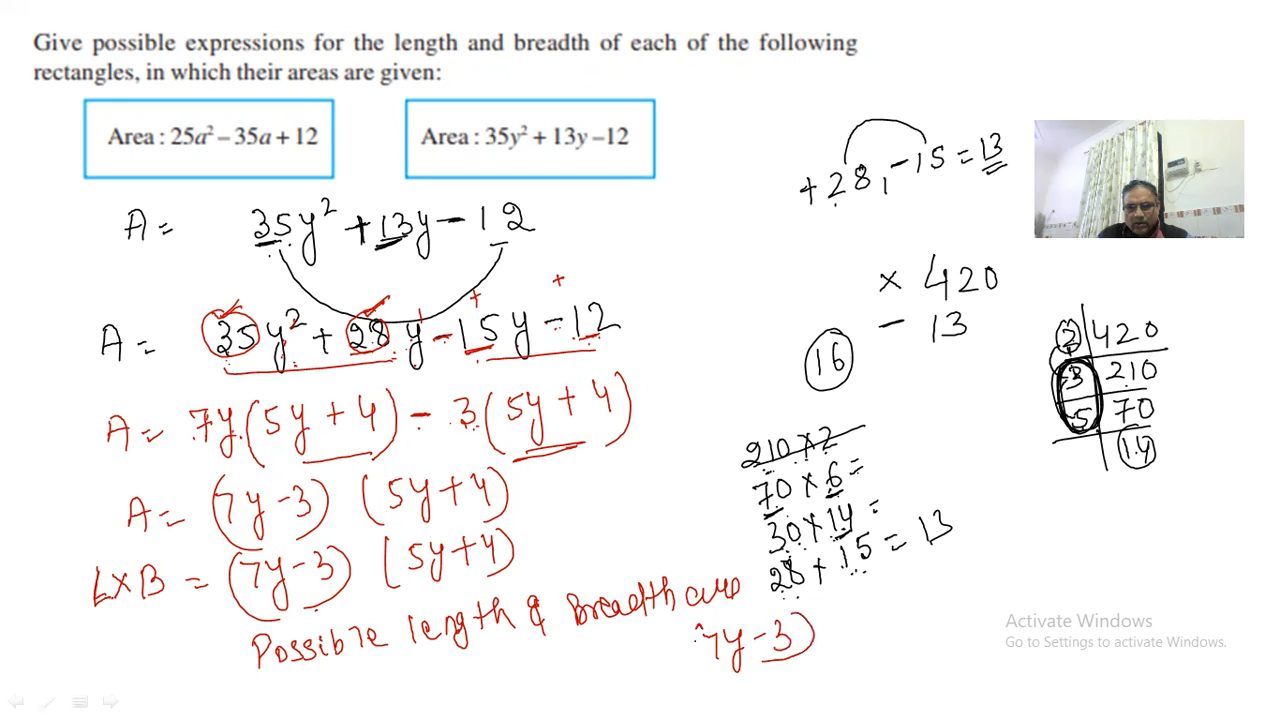 Give possible expressions for the length and breadth of each of the following
rectangles, in which their areas are given:
Area : 25a² – 35a + 12
Area : 35y² + 13y –12
+28, -15 = 13
A = 35y² + 13y - 12
× 420
- 13
16
A = 35y² + 28y - 15y - 12
+ +
2 420
3 210
5 70
14
A = 7y(5y + 4) - 3(5y + 4)
210 × 2
70 × 6 =
30 × 14 =
28 + 15 = 13
A = (7y - 3) (5y + 4)
L×B = (7y - 3) (5y + 4)
Possible length & Breadth are
7y - 3)
Activate Windows
Go to Settings to activate Windows.